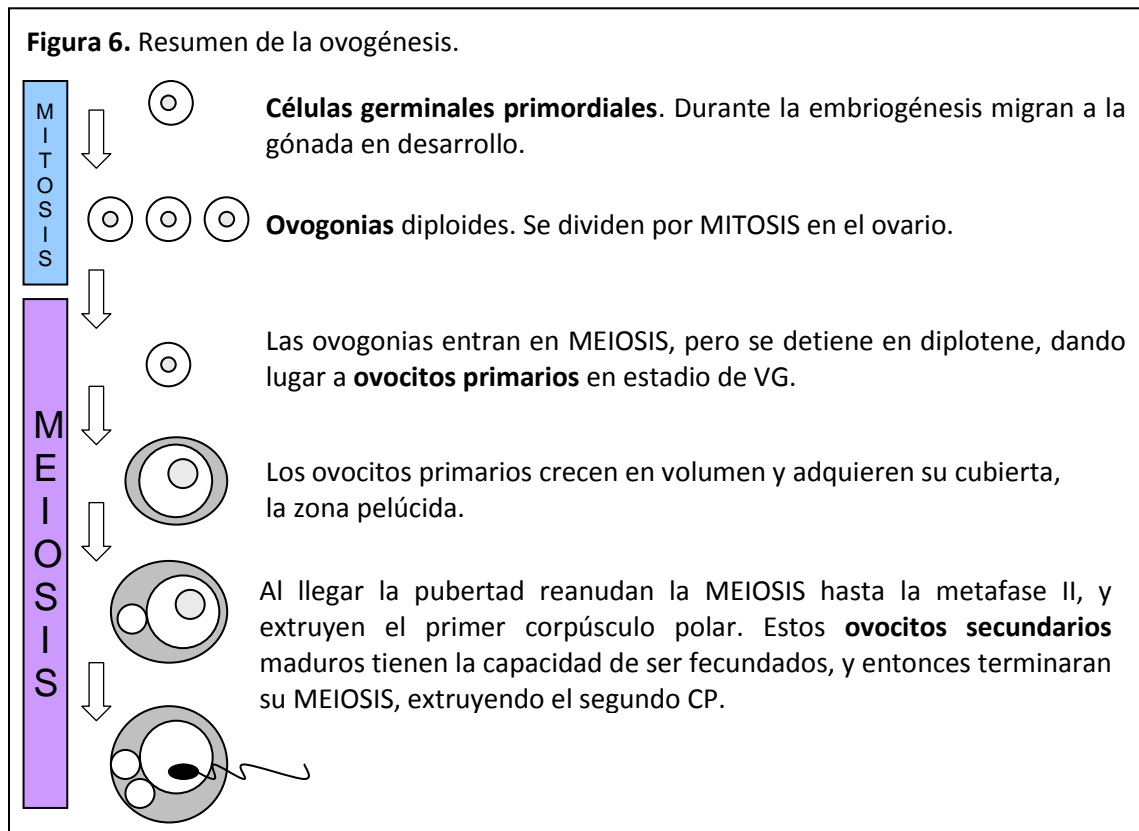 Figura 6. Resumen de la ovogénesis.
MITOSIS
Células germinales primordiales. Durante la embriogénesis migran a la
gónada en desarrollo.
Ovogonias diploides. Se dividen por MITOSIS en el ovario.
MEIOSIS
Las ovogonias entran en MEIOSIS, pero se detiene en diplotene, dando
lugar a ovocitos primarios en estadio de VG.
Los ovocitos primarios crecen en volumen y adquieren su cubierta,
la zona pelúcida.
Al llegar la pubertad reanudan la MEIOSIS hasta la metafase II, y
extruyen el primer corpúsculo polar. Estos ovocitos secundarios
maduros tienen la capacidad de ser fecundados, y entonces terminaran
su MEIOSIS, extruyendo el segundo CP.